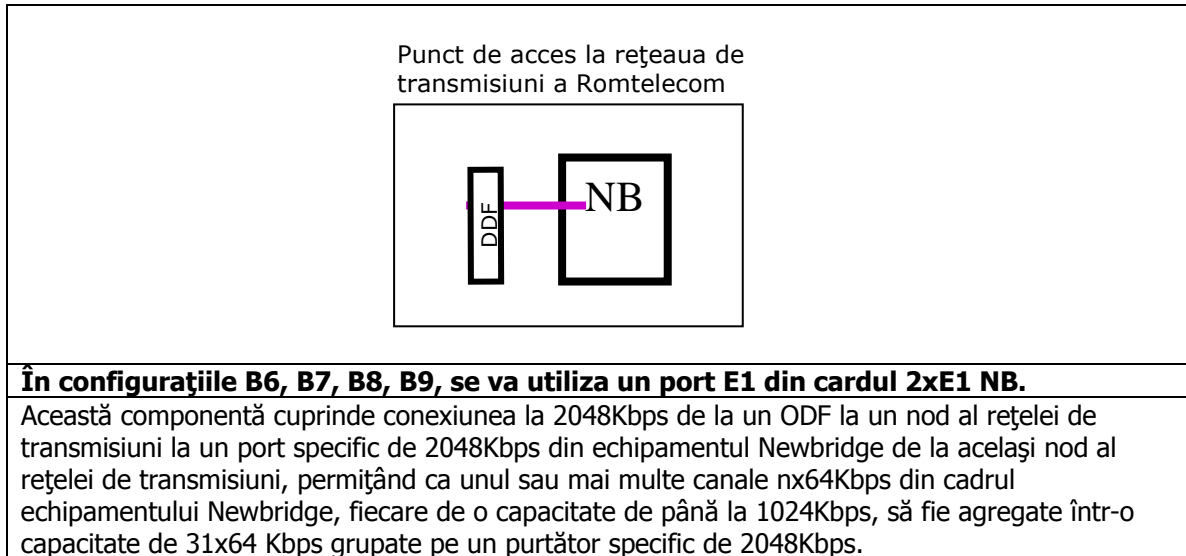 Punct de acces la reţeaua de
transmisiuni a Romtelecom
DDF
NB
În configuraţiile B6, B7, B8, B9, se va utiliza un port E1 din cardul 2xE1 NB.
Această componentă cuprinde conexiunea la 2048Kbps de la un ODF la un nod al reţelei de
transmisiuni la un port specific de 2048Kbps din echipamentul Newbridge de la acelaşi nod al
reţelei de transmisiuni, permiţând ca unul sau mai multe canale nx64Kbps din cadrul
echipamentului Newbridge, fiecare de o capacitate de până la 1024Kbps, să fie agregate într-o
capacitate de 31x64 Kbps grupate pe un purtător specific de 2048Kbps.